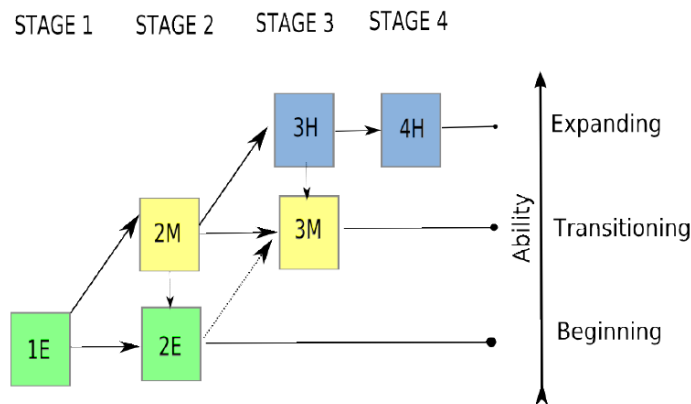 STAGE 1 STAGE 2 STAGE 3 STAGE 4
3H 4H Expanding
2M 3M Transitioning
Ability
1E 2E Beginning